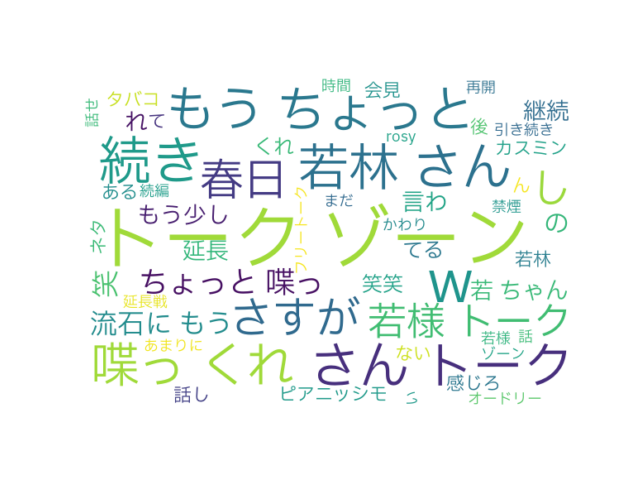 時間 会見 再開
タバコ もう ちょっと 継続
話せ れて くれ rosy 後 引き続き
続き 春日 若林 さん カスミン
ある 続編 まだ 言わ ん 禁煙 し
もう少し フリートーク かわり の
トーク ゾーン
ネタ 延長 てる 若林
笑 ちょっと 喋っ 笑笑 W 若 ちゃん
延長戦
流石に もう さすが 若様 トーク
あまりに 若様 話
喋っ くれ さん トーク ない ゾーン
感じろ
話し ピアニッシモ う オードリー